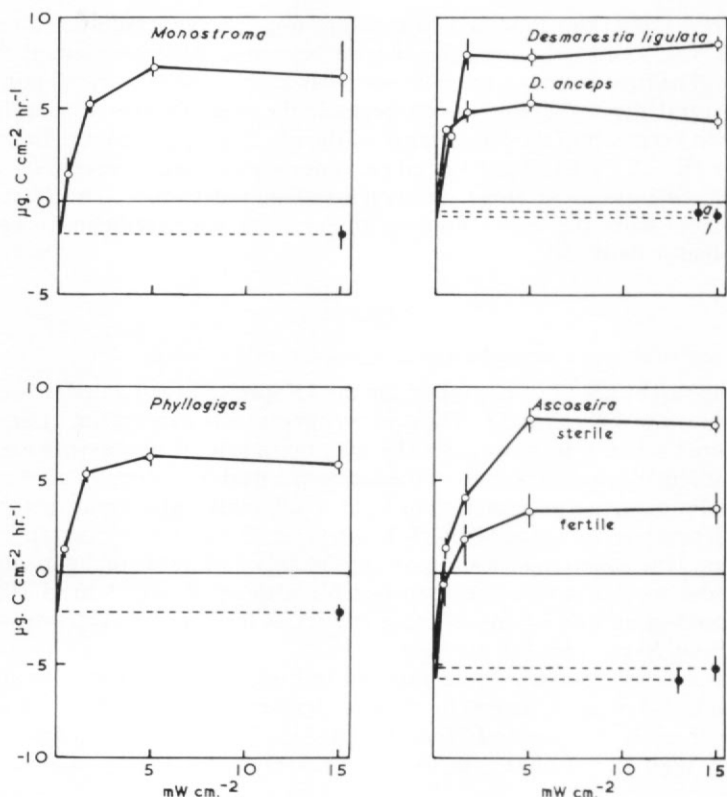 10
5
0
-5
µg. C cm.⁻² hr.⁻¹
Monostroma
Desmarestia ligulata
D. anceps
a
l
10
5
0
-5
-10
µg. C cm.⁻² hr.⁻¹
Phyllogigas
0
5
10
15
mW cm.⁻²
Ascoseira
sterile
fertile
5
10
15
mW cm.⁻²